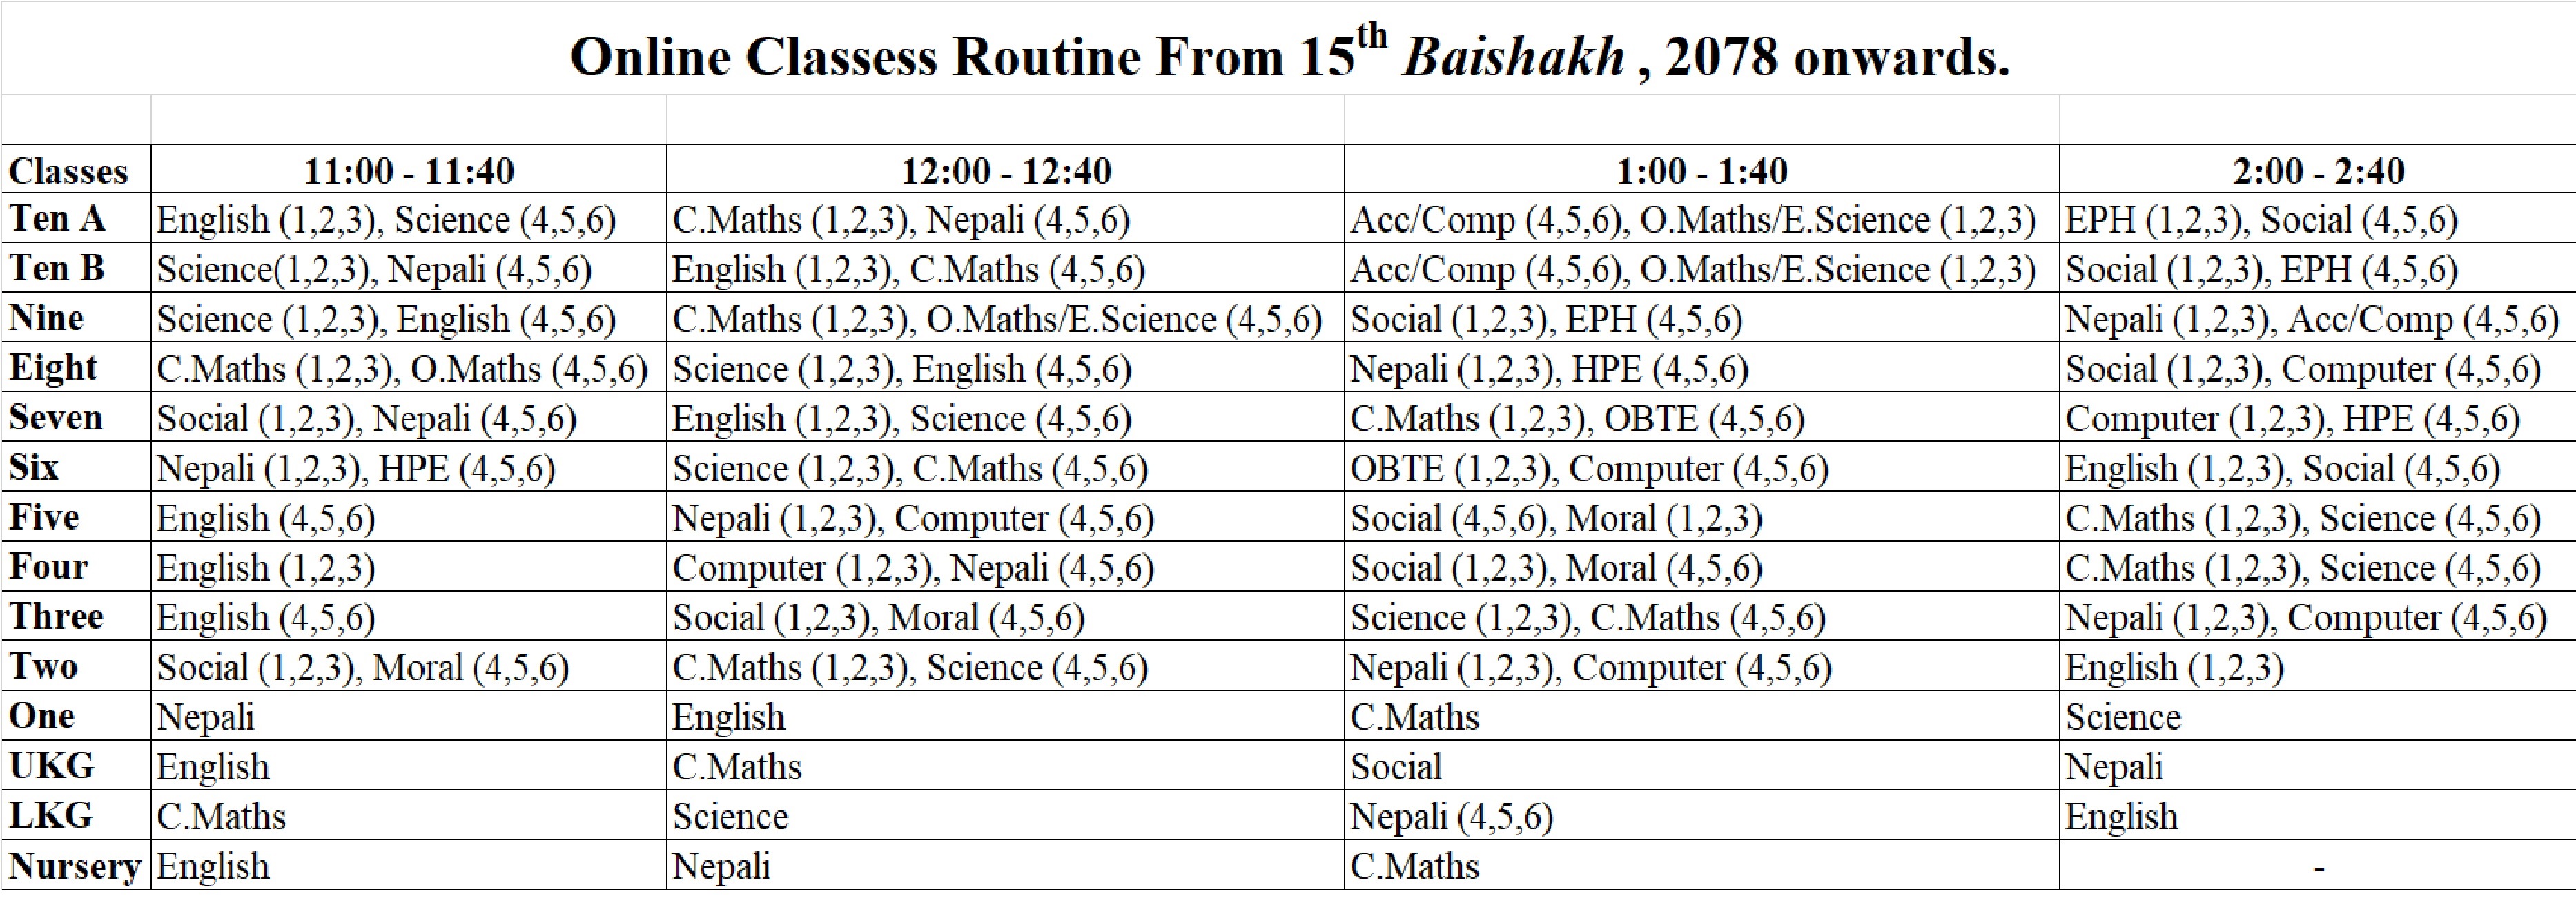 Online Classess Routine From 15th Baishakh , 2078 onwards.
Classes 11:00 - 11:40 12:00 - 12:40 1:00 - 1:40 2:00 - 2:40
Ten A English (1,2,3), Science (4,5,6) C.Maths (1,2,3), Nepali (4,5,6) Acc/Comp (4,5,6), O.Maths/E.Science (1,2,3) EPH (1,2,3), Social (4,5,6)
Ten B Science(1,2,3), Nepali (4,5,6) English (1,2,3), C.Maths (4,5,6) Acc/Comp (4,5,6), O.Maths/E.Science (1,2,3) Social (1,2,3), EPH (4,5,6)
Nine Science (1,2,3), English (4,5,6) C.Maths (1,2,3), O.Maths/E.Science (4,5,6) Social (1,2,3), EPH (4,5,6) Nepali (1,2,3), Acc/Comp (4,5,6)
Eight C.Maths (1,2,3), O.Maths (4,5,6) Science (1,2,3), English (4,5,6) Nepali (1,2,3), HPE (4,5,6) Social (1,2,3), Computer (4,5,6)
Seven Social (1,2,3), Nepali (4,5,6) English (1,2,3), Science (4,5,6) C.Maths (1,2,3), OBTE (4,5,6) Computer (1,2,3), HPE (4,5,6)
Six Nepali (1,2,3), HPE (4,5,6) Science (1,2,3), C.Maths (4,5,6) OBTE (1,2,3), Computer (4,5,6) English (1,2,3), Social (4,5,6)
Five English (4,5,6) Nepali (1,2,3), Computer (4,5,6) Social (4,5,6), Moral (1,2,3) C.Maths (1,2,3), Science (4,5,6)
Four English (1,2,3) Computer (1,2,3), Nepali (4,5,6) Social (1,2,3), Moral (4,5,6) C.Maths (1,2,3), Science (4,5,6)
Three English (4,5,6) Social (1,2,3), Moral (4,5,6) Science (1,2,3), C.Maths (4,5,6) Nepali (1,2,3), Computer (4,5,6)
Two Social (1,2,3), Moral (4,5,6) C.Maths (1,2,3), Science (4,5,6) Nepali (1,2,3), Computer (4,5,6) English (1,2,3)
One Nepali English C.Maths Science
UKG English C.Maths Social Nepali
LKG C.Maths Science Nepali (4,5,6) English
Nursery English Nepali C.Maths -